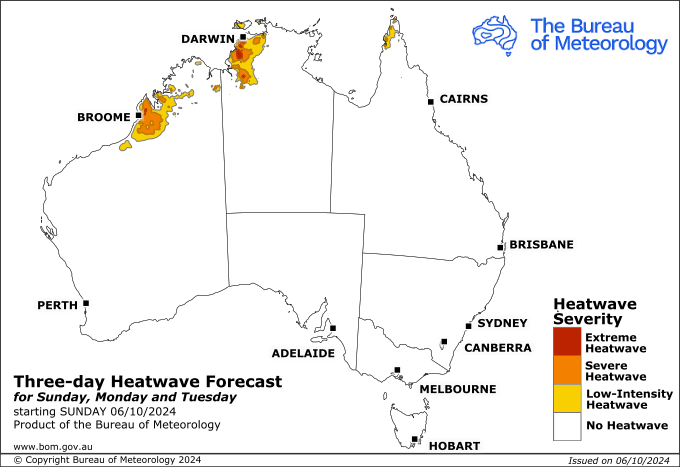 The Bureau
of Meteorology
DARWIN
CAIRNS
BROOME
BRISBANE
PERTH
ADELAIDE
SYDNEY
CANBERRA
MELBOURNE
HOBART
Heatwave
Severity
Extreme
Heatwave
Severe
Heatwave
Low-Intensity
Heatwave
No Heatwave
Three-day Heatwave Forecast
for Sunday, Monday and Tuesday
starting SUNDAY 06/10/2024
Product of the Bureau of Meteorology
www.bom.gov.au
© Copyright Bureau of Meteorology 2024
Issued on 06/10/2024